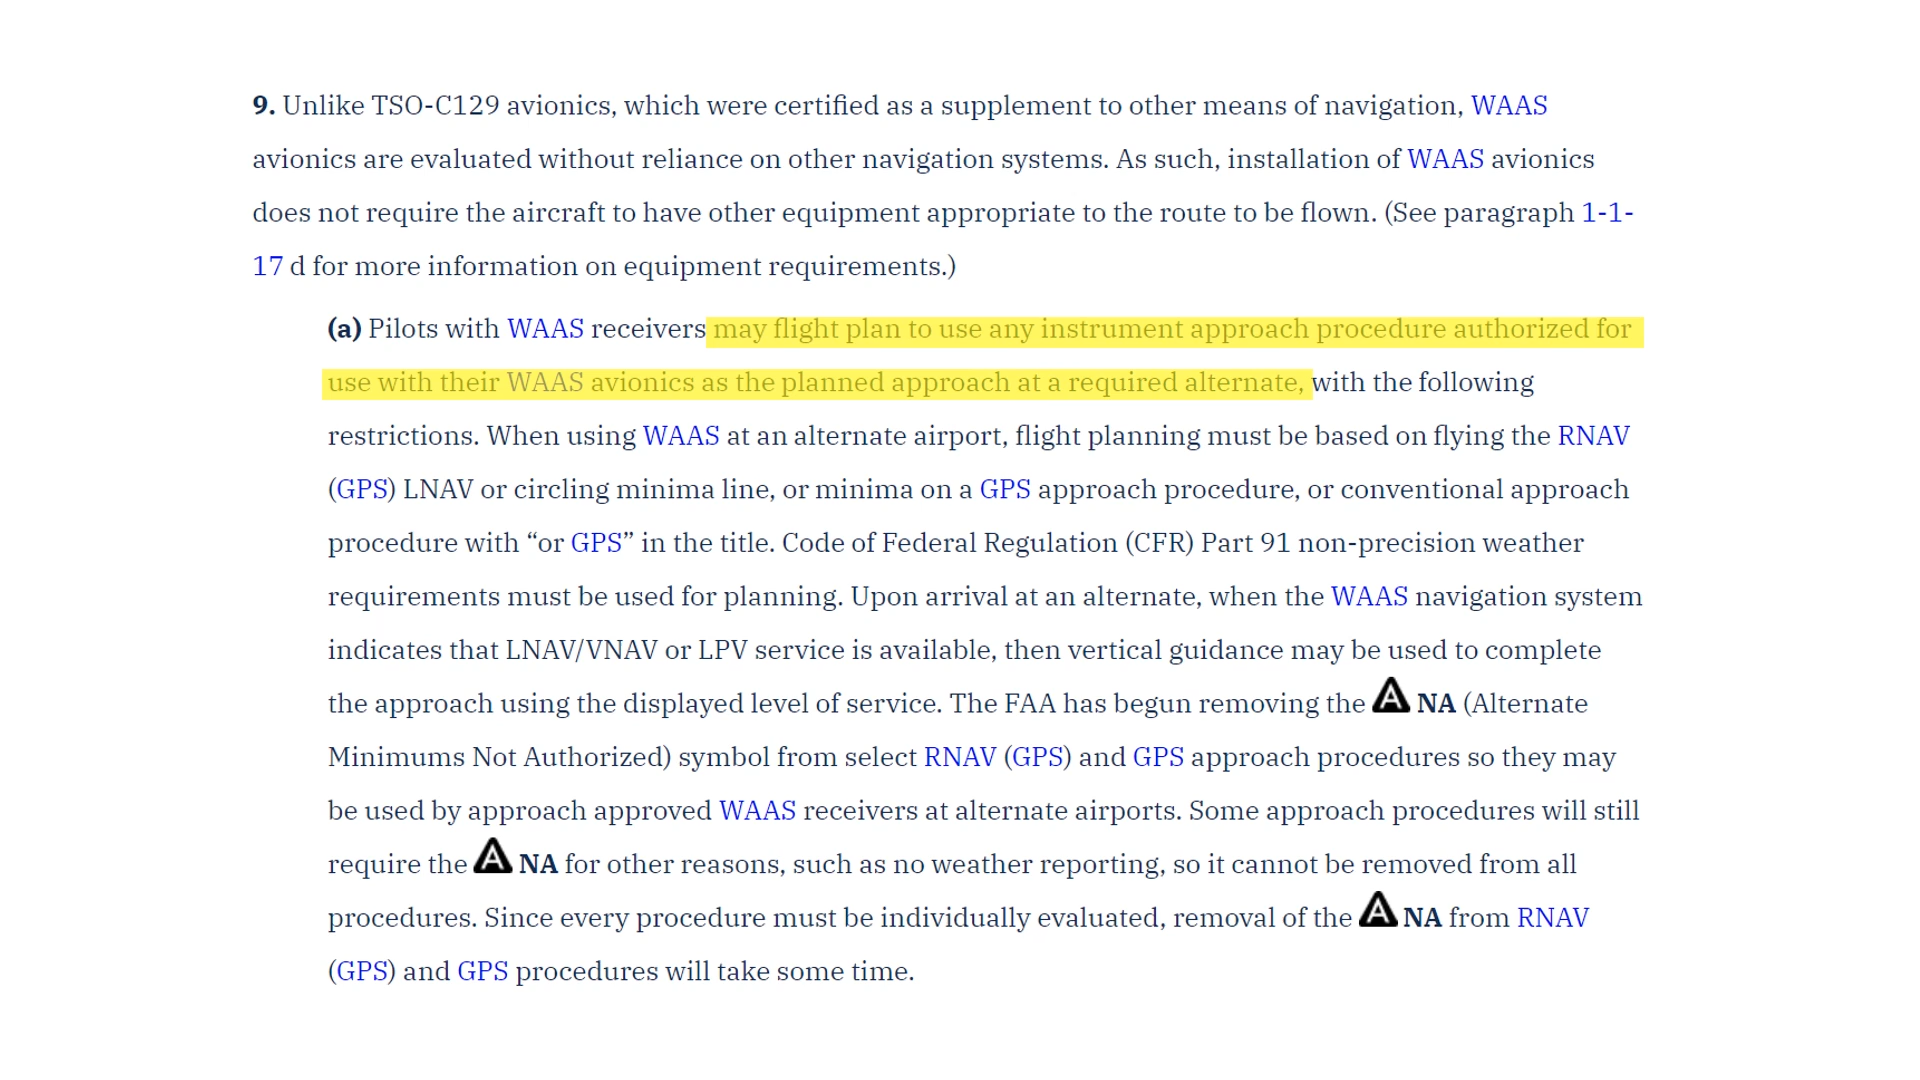 9. Unlike TSO-C129 avionics, which were certified as a supplement to other means of navigation, WAAS
avionics are evaluated without reliance on other navigation systems. As such, installation of WAAS avionics
does not require the aircraft to have other equipment appropriate to the route to be flown. (See paragraph 1-1-
17 d for more information on equipment requirements.)
(a) Pilots with WAAS receivers may flight plan to use any instrument approach procedure authorized for
use with their WAAS avionics as the planned approach at a required alternate, with the following
restrictions. When using WAAS at an alternate airport, flight planning must be based on flying the RNAV
(GPS) LNAV or circling minima line, or minima on a GPS approach procedure, or conventional approach
procedure with “or GPS” in the title. Code of Federal Regulation (CFR) Part 91 non-precision weather
requirements must be used for planning. Upon arrival at an alternate, when the WAAS navigation system
indicates that LNAV/VNAV or LPV service is available, then vertical guidance may be used to complete
the approach using the displayed level of service. The FAA has begun removing the A NA (Alternate
Minimums Not Authorized) symbol from select RNAV (GPS) and GPS approach procedures so they may
be used by approach approved WAAS receivers at alternate airports. Some approach procedures will still
require the A NA for other reasons, such as no weather reporting, so it cannot be removed from all
procedures. Since every procedure must be individually evaluated, removal of the A NA from RNAV
(GPS) and GPS procedures will take some time.